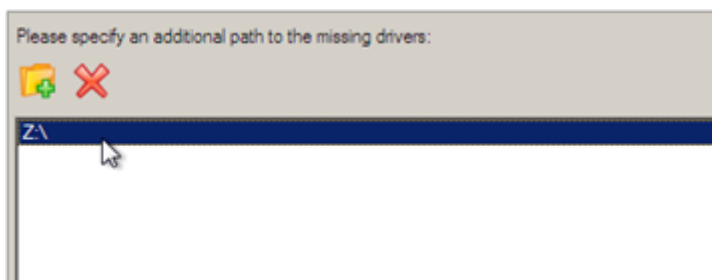 Please specify an additional path to the missing drivers:
Z:\